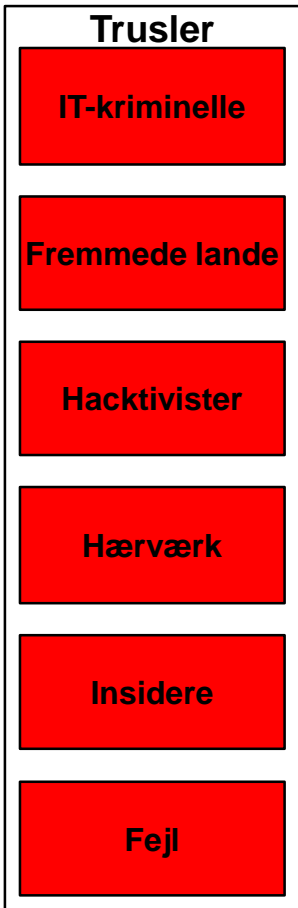 Trusler
IT-kriminelle
Fremmede lande
Hacktivister
Hærværk
Insidere
Fejl